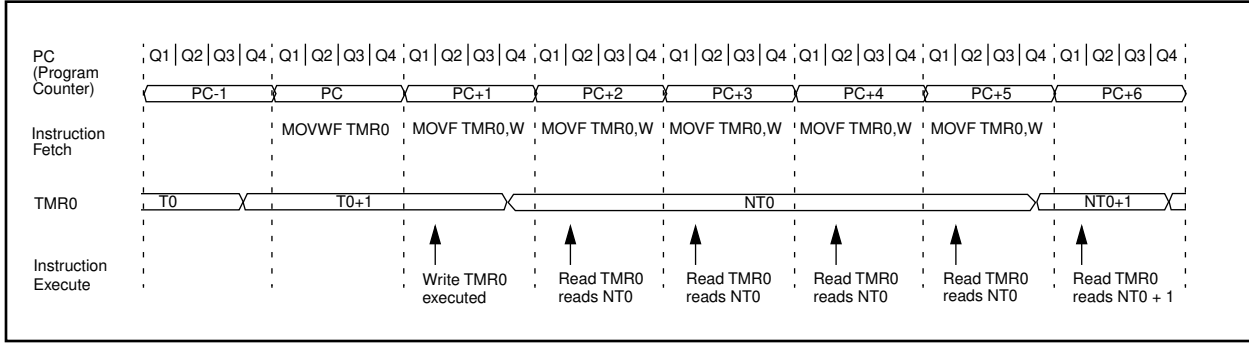 PC
(Program
Counter)
Q1 Q2 Q3 Q4 Q1 Q2 Q3 Q4 Q1 Q2 Q3 Q4 Q1 Q2 Q3 Q4 Q1 Q2 Q3 Q4 Q1 Q2 Q3 Q4 Q1 Q2 Q3 Q4 Q1 Q2 Q3 Q4
PC-1 PC PC+1 PC+2 PC+3 PC+4 PC+5 PC+6
Instruction
Fetch
MOVWF TMR0 MOVF TMR0,W MOVF TMR0,W MOVF TMR0,W MOVF TMR0,W MOVF TMR0,W
TMR0
T0 T0+1 NT0 NT0+1
Instruction
Execute
Write TMR0
executed
Read TMR0
reads NT0
Read TMR0
reads NT0
Read TMR0
reads NT0
Read TMR0
reads NT0
Read TMR0
reads NT0 + 1